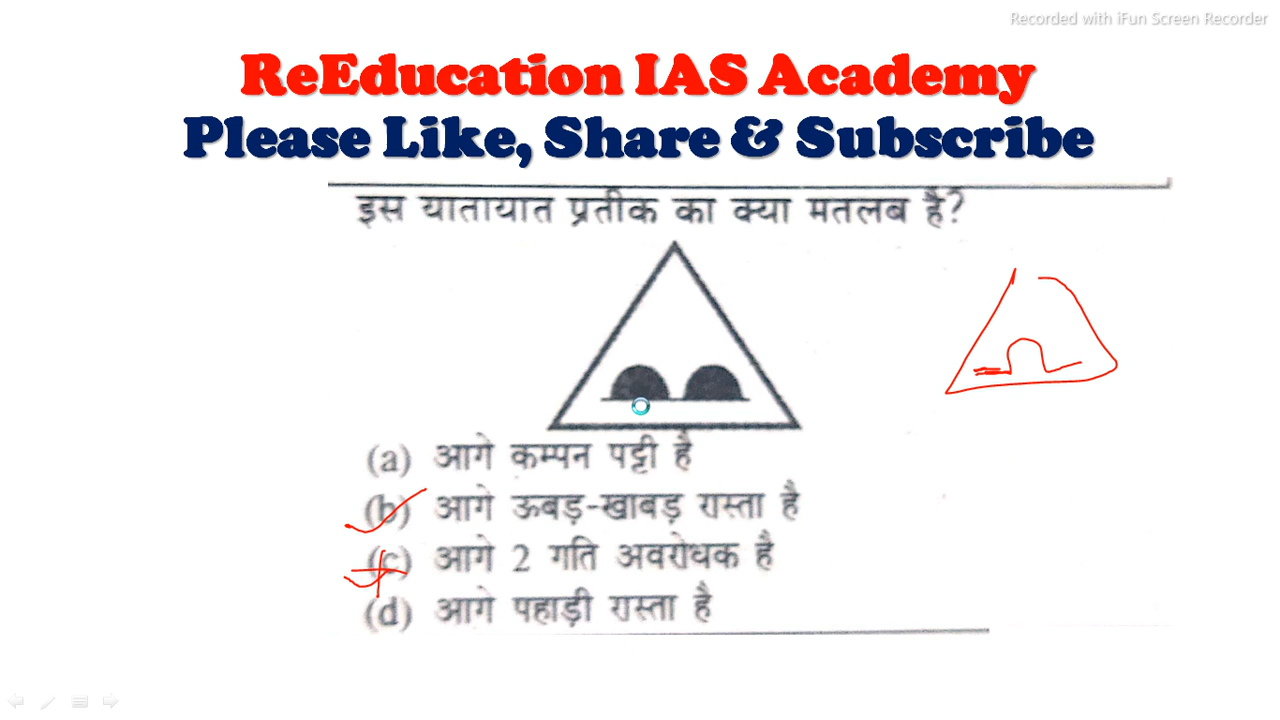 Recorded with iFun Screen Recorder
ReEducation IAS Academy
Please Like, Share & Subscribe
इस यातायात प्रतीक का क्या मतलब है?
(a) आगे कम्पन पट्टी है
(b) आगे ऊबड़-खाबड़ रास्ता है
(c) आगे 2 गति अवरोधक है
(d) आगे पहाड़ी रास्ता है